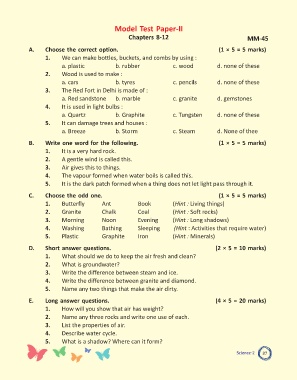 Model Test Paper-II
Chapters 8-12
MM-45
A. Choose the correct option. (1 × 5 = 5 marks)
1. We can make bottles, buckets, and combs by using :
a. plastic b. rubber c. wood d. none of these
2. Wood is used to make :
a. cars b. tyres c. pencils d. none of these
3. The Red Fort in Delhi is made of :
a. Red sandstone b. marble c. granite d. gemstones
4. It is used in light bulbs :
a. Quartz b. Graphite c. Tungsten d. none of these
5. It can damage trees and houses :
a. Breeze b. Storm c. Steam d. None of thee
B. Write one word for the following. (1 × 5 = 5 marks)
1. It is a very hard rock.
2. A gentle wind is called this.
3. Air gives this to things.
4. The vapour formed when water boils is called this.
5. It is the dark patch formed when a thing does not let light pass through it.
C. Choose the odd one. (1 × 5 = 5 marks)
1. Butterfly Ant Book (Hint : Living things)
2. Granite Chalk Coal (Hint : Soft rocks)
3. Morning Noon Evening (Hint : Long shadows)
4. Washing Bathing Sleeping (Hint : Activities that require water)
5. Plastic Graphite Iron (Hint : Minerals)
D. Short answer questions. (2 × 5 = 10 marks)
1. What should we do to keep the air fresh and clean?
2. What is groundwater?
3. Write the difference between steam and ice.
4. Write the difference between granite and diamond.
5. Name any two things that make the air dirty.
E. Long answer questions. (4 × 5 = 20 marks)
1. How will you show that air has weight?
2. Name any three rocks and write one use of each.
3. List the properties of air.
4. Describe water cycle.
5. What is a shadow? Where can it form?
Science-2